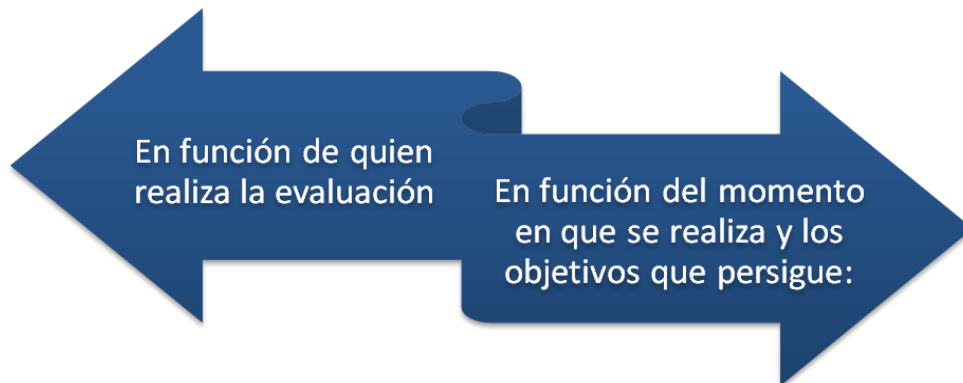 En función de quien
realiza la evaluación
En función del momento
en que se realiza y los
objetivos que persigue: